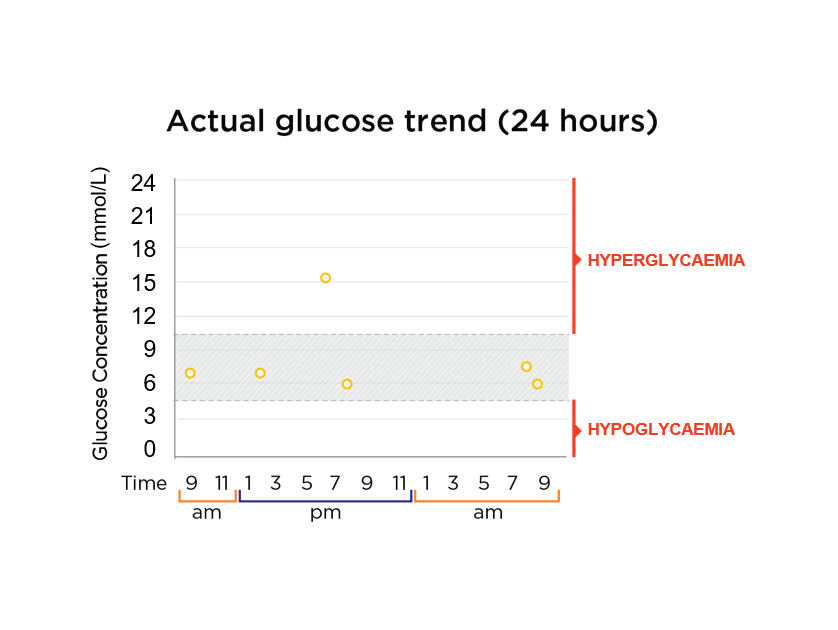 Actual glucose trend (24 hours)
Glucose Concentration (mmol/L)
24
21
18
15
12
9
6
3
0
HYPERGLYCAEMIA
HYPOGLYCAEMIA
Time 9 11 1 3 5 7 9 11 1 3 5 7 9
am pm am